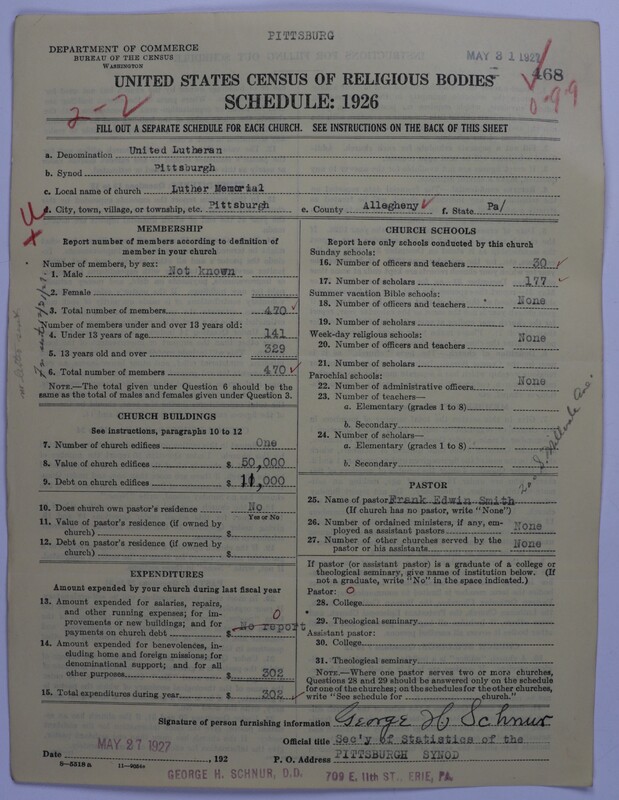 PITTSBURG
DEPARTMENT OF COMMERCE
BUREAU OF THE CENSUS
WASHINGTON
MAY 31 1927
468
UNITED STATES CENSUS OF RELIGIOUS BODIES
SCHEDULE: 1926
2-2
0-9-9
FILL OUT A SEPARATE SCHEDULE FOR EACH CHURCH. SEE INSTRUCTIONS ON THE BACK OF THIS SHEET
a. Denomination United Lutheran
b. Synod Pittsburgh
c. Local name of church Luther Memorial
d. City, town, village, or township, etc. Pittsburgh e. County Allegheny f. State Pa/
MEMBERSHIP
Report number of members according to definition of member in your church
Number of members, by sex:
1. Male Not known
2. Female
3. Total number of members 470
Number of members under and over 13 years old:
4. Under 13 years of age 141
5. 13 years old and over 329
6. Total number of members 470
NOTE.—The total given under Question 6 should be
same as the total of males and females given under Question 3.
CHURCH BUILDINGS
See instructions, paragraphs 10 to 12
7. Number of church edifices One
8. Value of church edifices $ 50,000
9. Debt on church edifices $ 11,000
10. Does church own pastor's residence No
Yes or No
11. Value of pastor's residence (if owned by
church) $
12. Debt on pastor's residence (if owned by
church) $
EXPENDITURES
Amount expended by your church during last fiscal year
13. Amount expended for salaries, repairs,
and other running expenses; for im-
provements or new buildings; and for
payments on church debt $ No report
0
14. Amount expended for benevolences, in-
cluding home and foreign missions; for
denominational support; and for all
other purposes $ 302
15. Total expenditures during year $ 302
CHURCH SCHOOLS
Report here only schools conducted by this church
Sunday schools:
16. Number of officers and teachers 30
17. Number of scholars 177
Summer vacation Bible schools:
18. Number of officers and teachers None
19. Number of scholars
Week-day religious schools:
20. Number of officers and teachers None
21. Number of scholars
Parochial schools:
22. Number of administrative officers None
23. Number of teachers—
a. Elementary (grades 1 to 8)
b. Secondary
24. Number of scholars—
a. Elementary (grades 1 to 8)
b. Secondary
PASTOR
25. Name of pastor Frank Edwin Smith
(If church has no pastor, write "None")
26. Number of ordained ministers, if any, em-
ployed as assistant pastors None
27. Number of other churches served by the
pastor or his assistants None
If pastor (or assistant pastor) is a graduate of a college or
theological seminary, give name of institution below. (If
not a graduate, write "No" in the space indicated.)
Pastor: 0
28. College
29. Theological seminary
Assistant pastor:
30. College
31. Theological seminary
NOTE.—Where one pastor serves two or more churches,
Questions 28 and 29 should be answered only on the schedule
for one of the churches; on the schedules for the other churches,
write "See schedule for church."
Signature of person furnishing information George H Schnur
Official title Sec'y of Statistics of the
Date MAY 27 1927, 192 P. O. Address PITTSBURGH SYNOD
8—5518 a
GEORGE H. SCHNUR, D.D. 709 E. 11th ST., ERIE, PA.